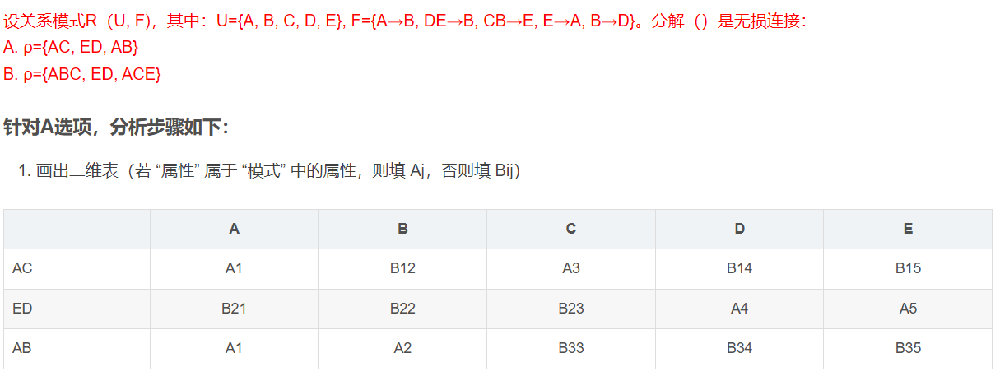 设关系模式R（U, F)，其中：U={A, B, C, D, E}, F={A→B, DE→B, CB→E, E→A, B→D}。分解（）是无损连接：
A. ρ={AC, ED, AB}
B. ρ={ABC, ED, ACE}
针对A选项，分析步骤如下：
1. 画出二维表（若 “属性” 属于 “模式” 中的属性，则填 Aj，否则填 Bij）
A B C D E
AC A1 B12 A3 B14 B15
ED B21 B22 B23 A4 A5
AB A1 A2 B33 B34 B35